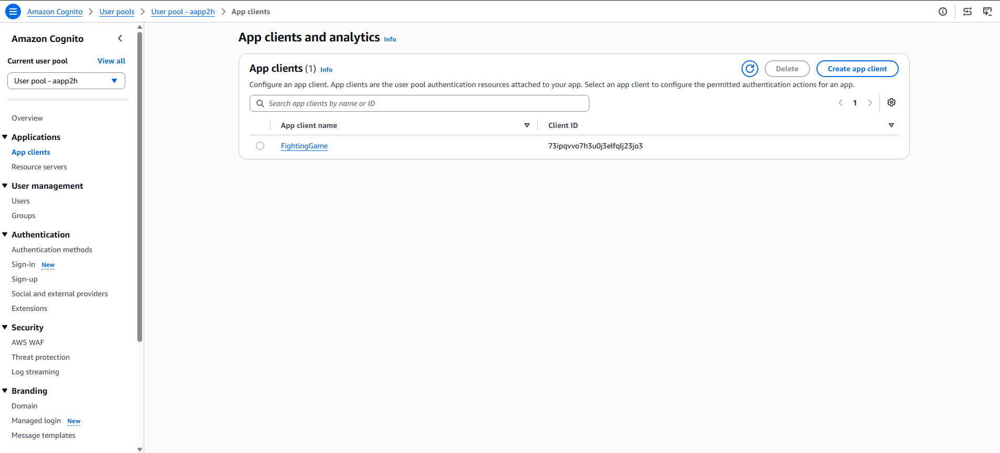 Amazon Cognito > User pools > User pool - aapp2h > App clients
Amazon Cognito
Current user pool View all
User pool - aapp2h
Overview
Applications
App clients
Resource servers
User management
Users
Groups
Authentication
Authentication methods
Sign-in New
Sign-up
Social and external providers
Extensions
Security
AWS WAF
Threat protection
Log streaming
Branding
Domain
Managed login New
Message templates
App clients and analytics Info
App clients (1) Info
Delete
Create app client
Configure an app client. App clients are the user pool authentication resources attached to your app. Select an app client to configure the permitted authentication actions for an app.
Search app clients by name or ID
1
App client name Client ID
FightingGame 73ipqvvo7h3u0j3elfqlj23jo3